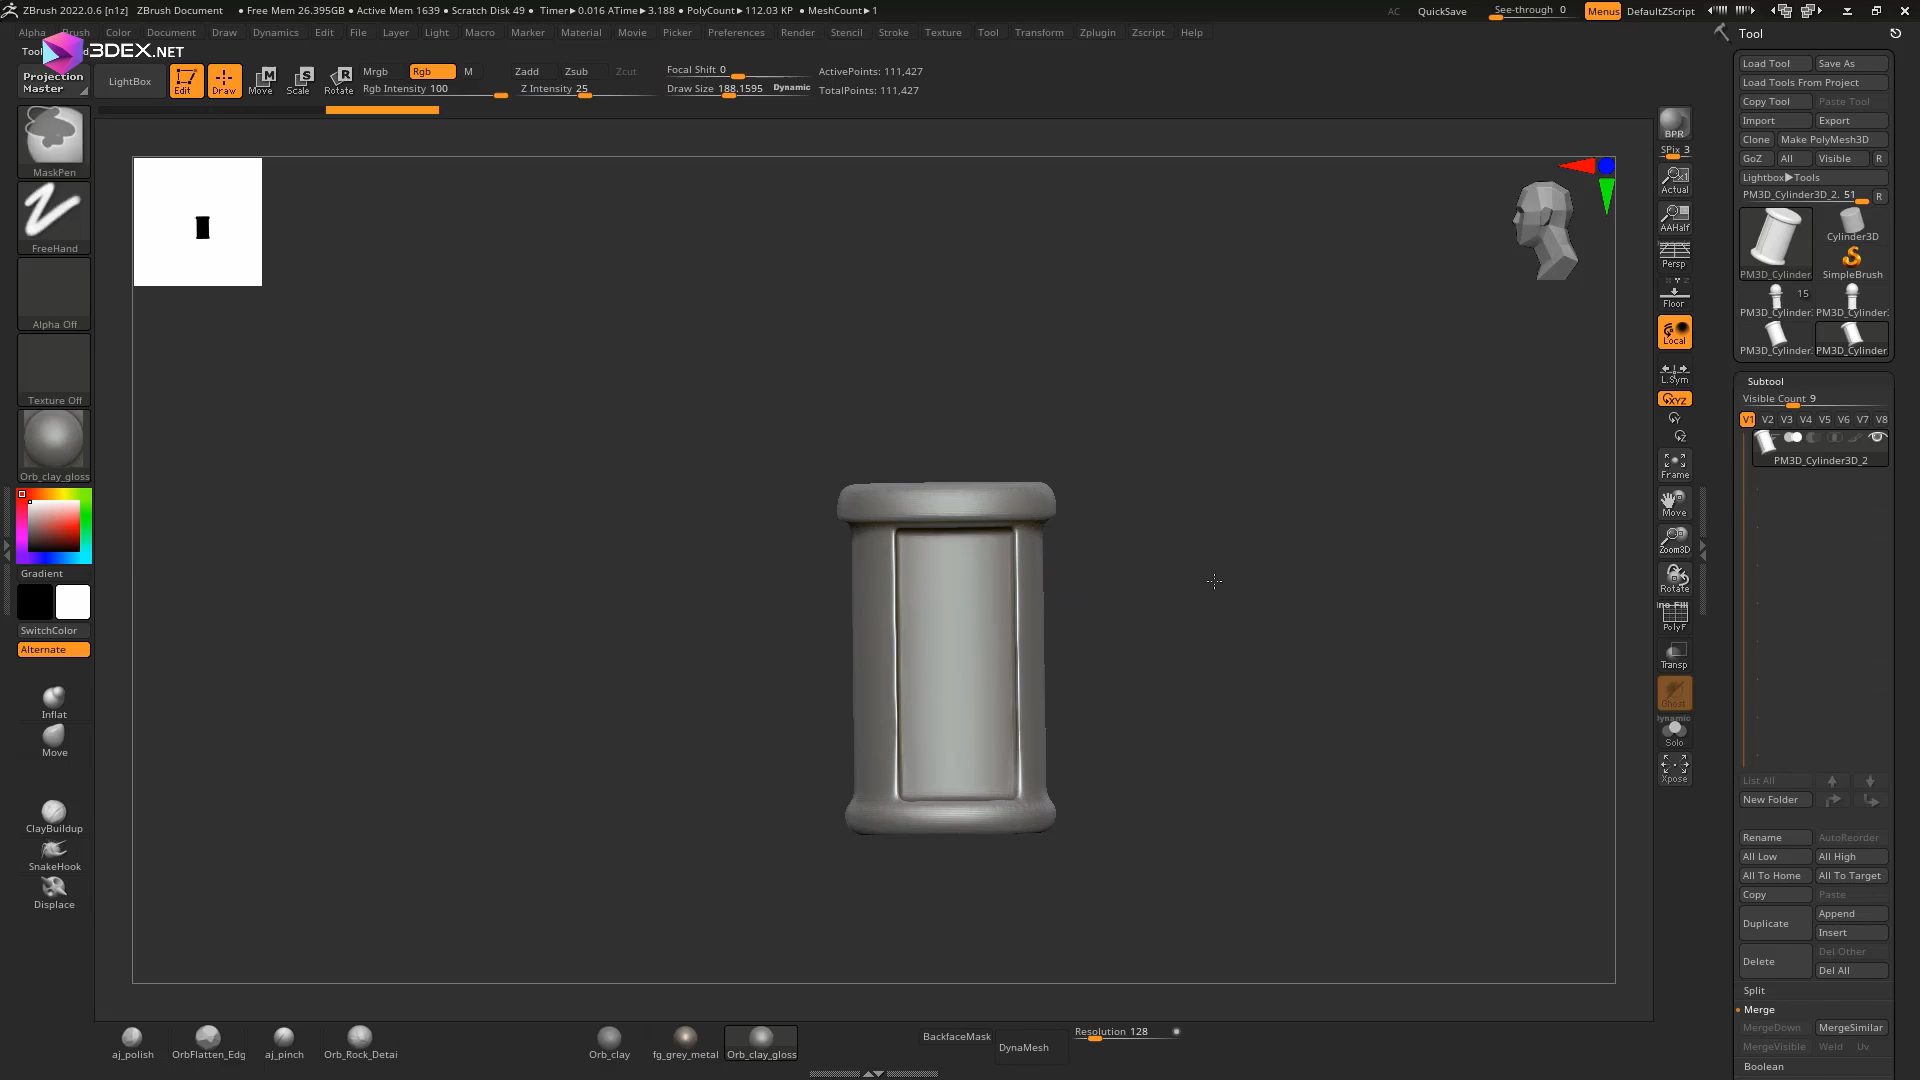 ZBrush 2022.0.6 [n1z] ZBrush Document • Free Mem 26.395GB • Active Mem 1639 • Scratch Disk 49 • Timer►0.016 ATime►3.188 • PolyCount►112.03 KP • MeshCount►1 AC QuickSave See-through 0 Menus DefaultZScript
Alpha Brush Color Document Draw Dynamics Edit File Layer Light Macro Marker Material Movie Picker Preferences Render Stencil Stroke Texture Tool Transform Zplugin Zscript Help Tool
3DEX.NET
Projection Master
LightBox
Edit Draw Move Scale Rotate
Mrgb Rgb M
Rgb Intensity 100
Zadd Zsub Zcut
Z Intensity 25
Focal Shift 0
Draw Size 188.1595 Dynamic
ActivePoints: 111,427
TotalPoints: 111,427
MaskPen
FreeHand
Alpha Off
Texture Off
Orb_clay_gloss
Gradient
SwitchColor
Alternate
Inflat
Move
ClayBuildup
SnakeHook
Displace
BPR
SPix 3
Actual
AAHalf
Dynamic
Persp
Floor
Local
L.Sym
XYZ
Y
Z
Frame
Move
Zoom3D
Rotate
PolyF
Transp
Ghost
Dynamic
Solo
Xpose
Load Tool Save As
Load Tools From Project
Copy Tool Paste Tool
Import Export
Clone Make PolyMesh3D
GoZ All Visible R
Lightbox►Tools
PM3D_Cylinder3D_2. 51 R
PM3D_Cylinder
Cylinder3D
SimpleBrush
15
PM3D_Cylinder. PM3D_Cylinder.
PM3D_Cylinder. PM3D_Cylinder
Subtool
Visible Count 9
V1 V2 V3 V4 V5 V6 V7 V8
PM3D_Cylinder3D_2
List All
New Folder
Rename AutoReorder
All Low All High
All To Home All To Target
Copy Paste
Duplicate Append
Insert
Delete Del Other
Del All
Split
Merge
MergeDown MergeSimilar
MergeVisible Weld Uv
Boolean
aj_polish OrbFlatten_Edg aj_pinch Orb_Rock_Detai Orb_clay fg_grey_metal Orb_clay_gloss
BackfaceMask
DynaMesh
Resolution 128